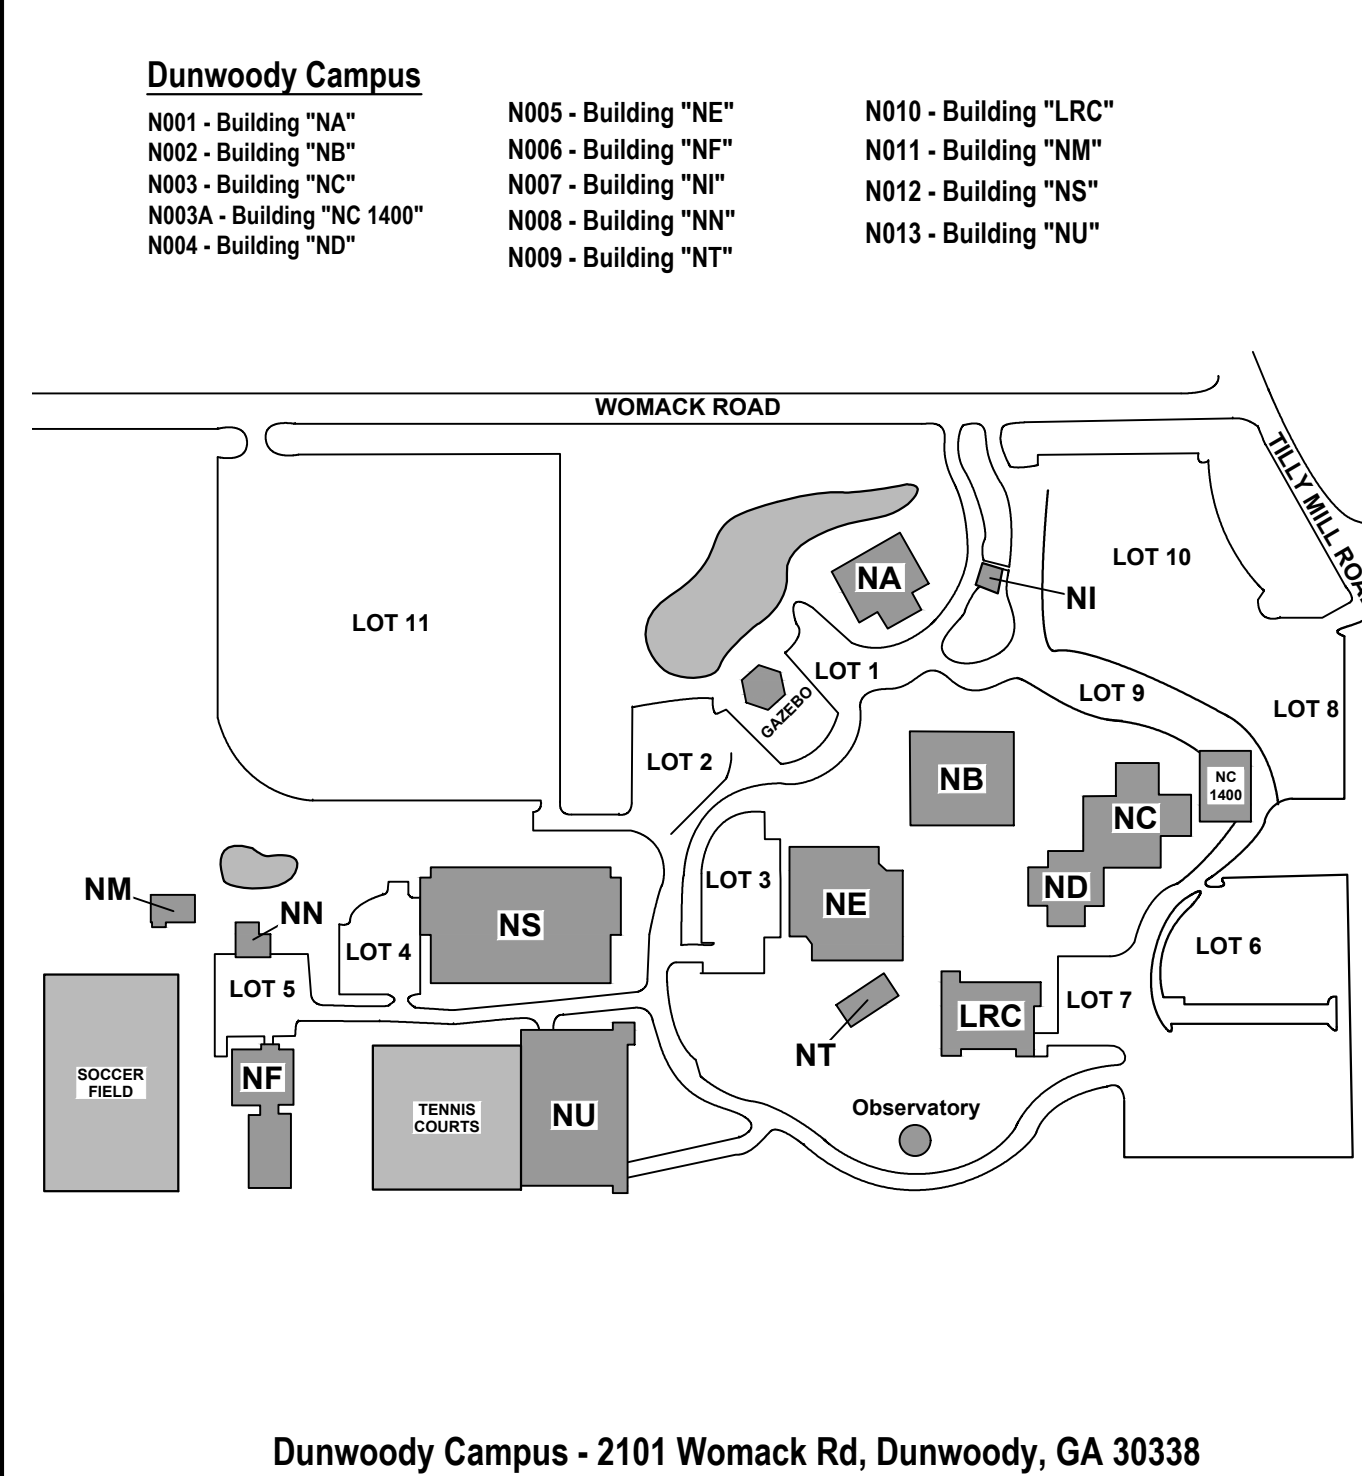 Dunwoody Campus
N001 - Building "NA"
N002 - Building "NB"
N003 - Building "NC"
N003A - Building "NC 1400"
N004 - Building "ND"
N005 - Building "NE"
N006 - Building "NF"
N007 - Building "NI"
N008 - Building "NN"
N009 - Building "NT"
N010 - Building "LRC"
N011 - Building "NM"
N012 - Building "NS"
N013 - Building "NU"
WOMACK ROAD
TILLY MILL ROA
LOT 10
NA
NI
LOT 11
LOT 1
LOT 9
GAZEBO
LOT 8
LOT 2
NB
NC
1400
NC
LOT 3
ND
NM
NN
NE
NS
LOT 4
LOT 6
LOT 5
LOT 7
LRC
NT
SOCCER
FIELD
NF
TENNIS
COURTS
NU
Observatory
Dunwoody Campus - 2101 Womack Rd, Dunwoody, GA 30338